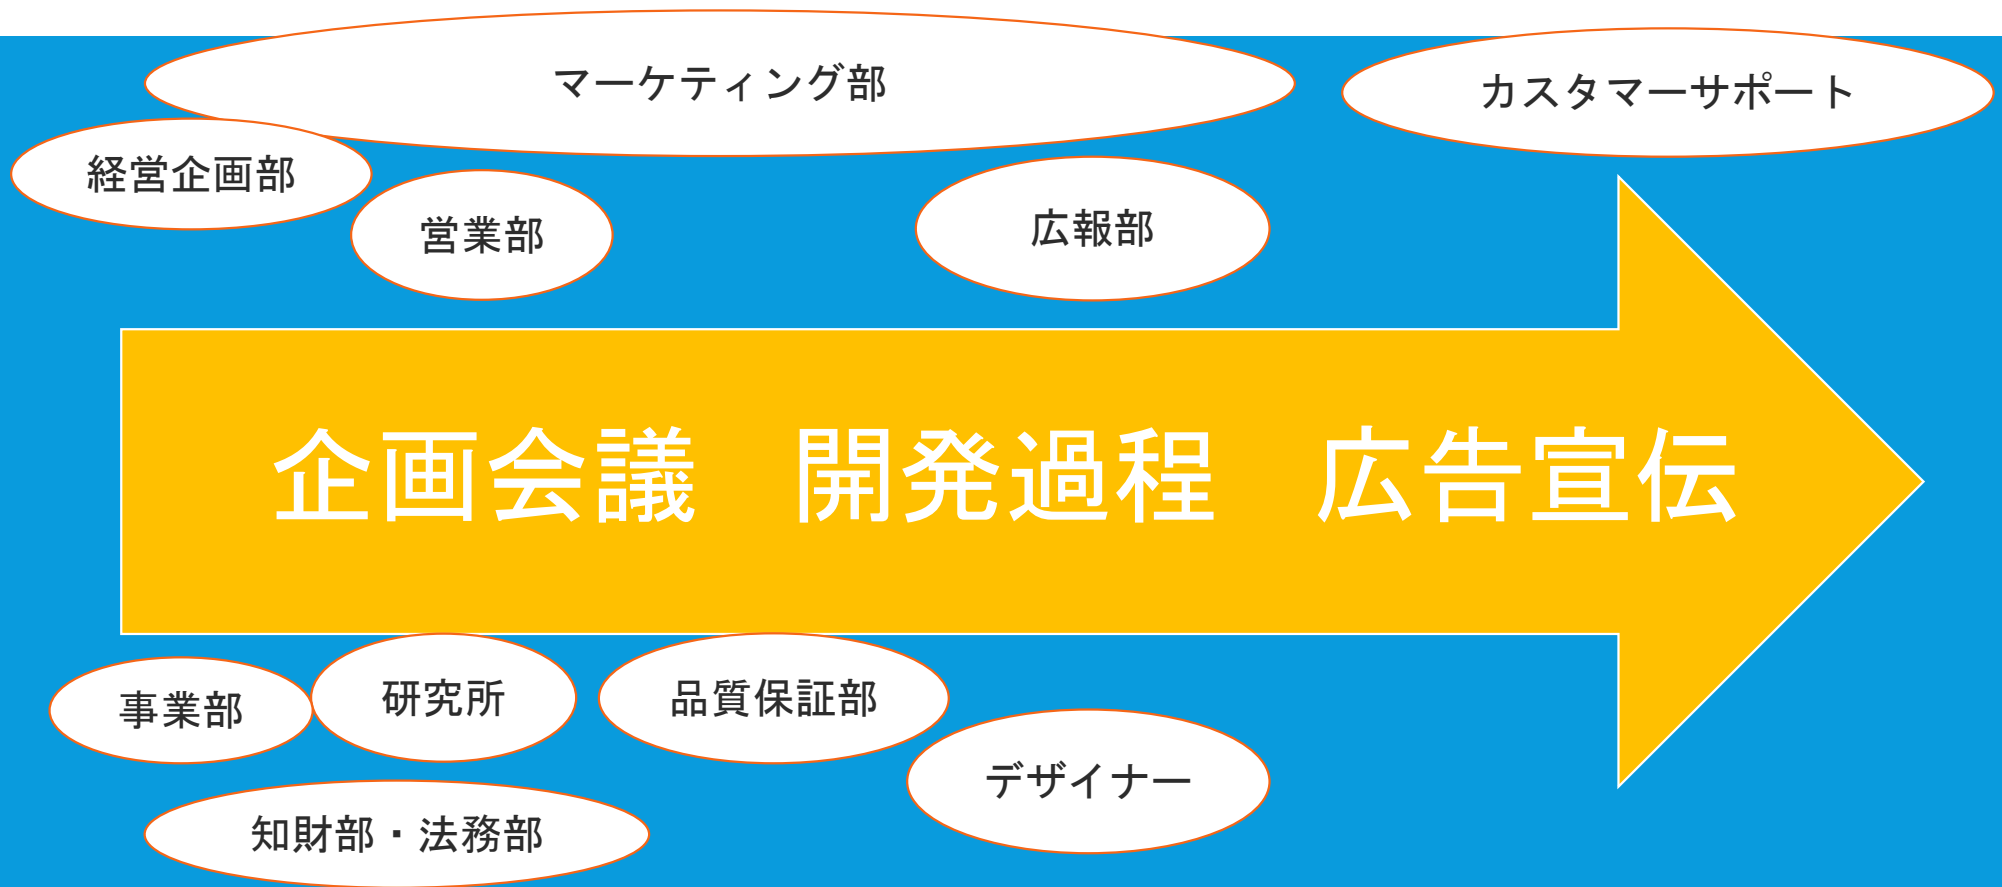 マーケティング部
カスタマーサポート
経営企画部
営業部
広報部
企画会議　開発過程　広告宣伝
事業部
研究所
品質保証部
デザイナー
知財部・法務部